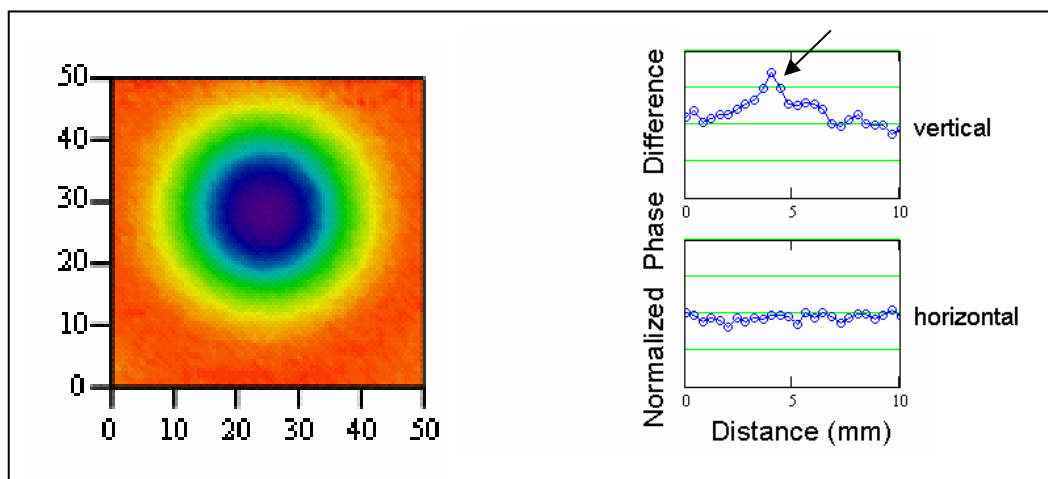 50
40
30
20
10
0
0 10 20 30 40 50
Normalized Phase Difference
vertical
0 5 10
horizontal
0 5 10
Distance (mm)